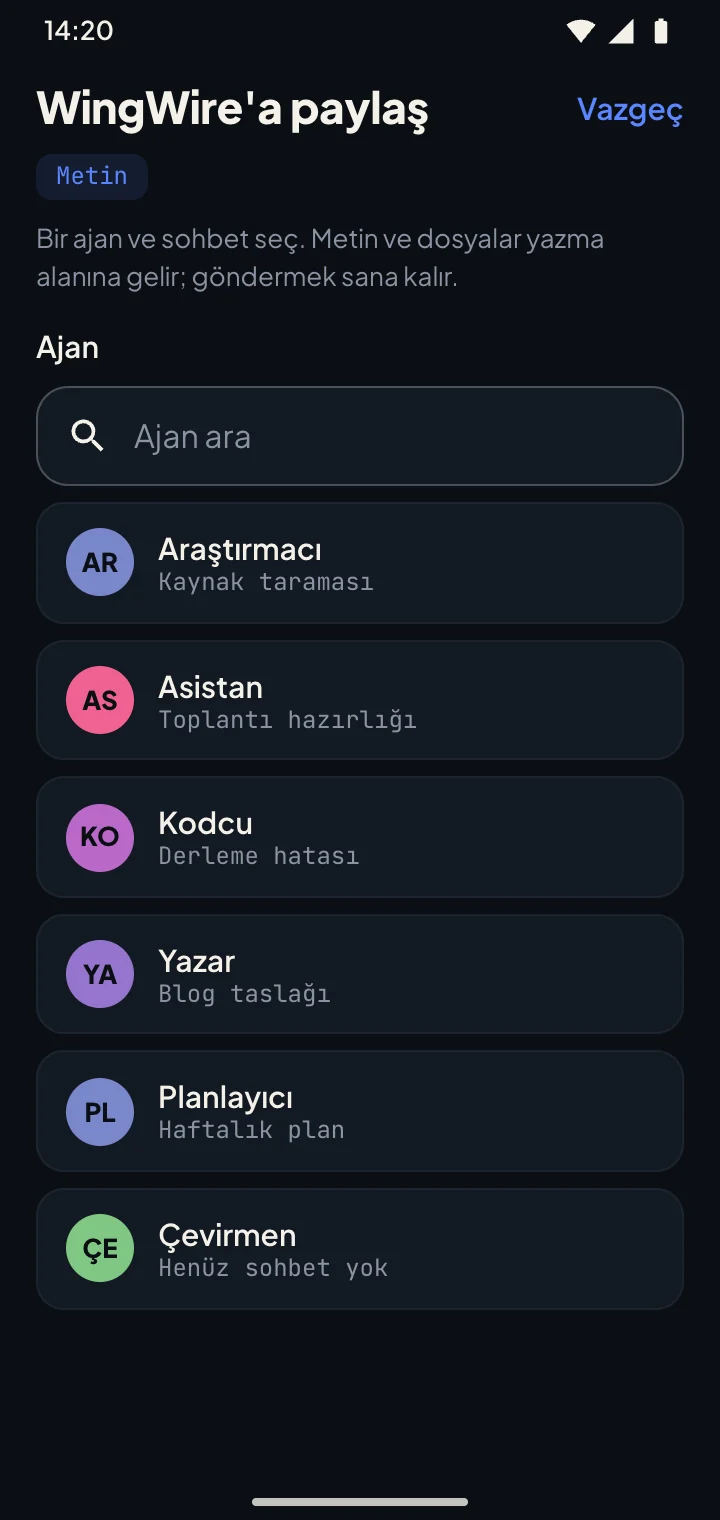 14:20
WingWire'a paylaş
Vazgeç
Metin
Bir ajan ve sohbet seç. Metin ve dosyalar yazma
alanına gelir; göndermek sana kalır.
Ajan
Ajan ara
AR
Araştırmacı
Kaynak taraması
AS
Asistan
Toplantı hazırlığı
KO
Kodcu
Derleme hatası
YA
Yazar
Blog taslağı
PL
Planlayıcı
Haftalık plan
ÇE
Çevirmen
Henüz sohbet yok